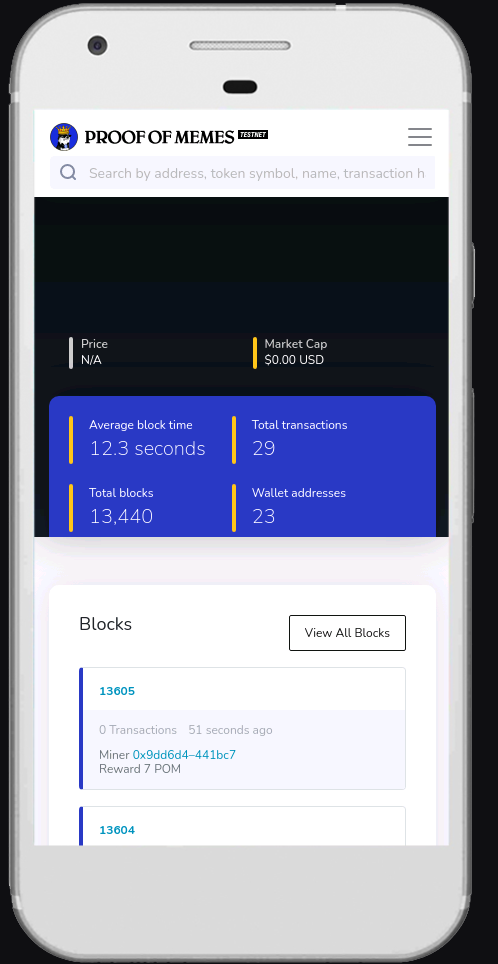 PROOF OF MEMES TESTNET
Search by address, token symbol, name, transaction h
Price
N/A
Market Cap
$0.00 USD
Average block time
12.3 seconds
Total transactions
29
Total blocks
13,440
Wallet addresses
23
Blocks
View All Blocks
13605
0 Transactions 51 seconds ago
Miner 0x9dd6d4–441bc7
Reward 7 POM
13604